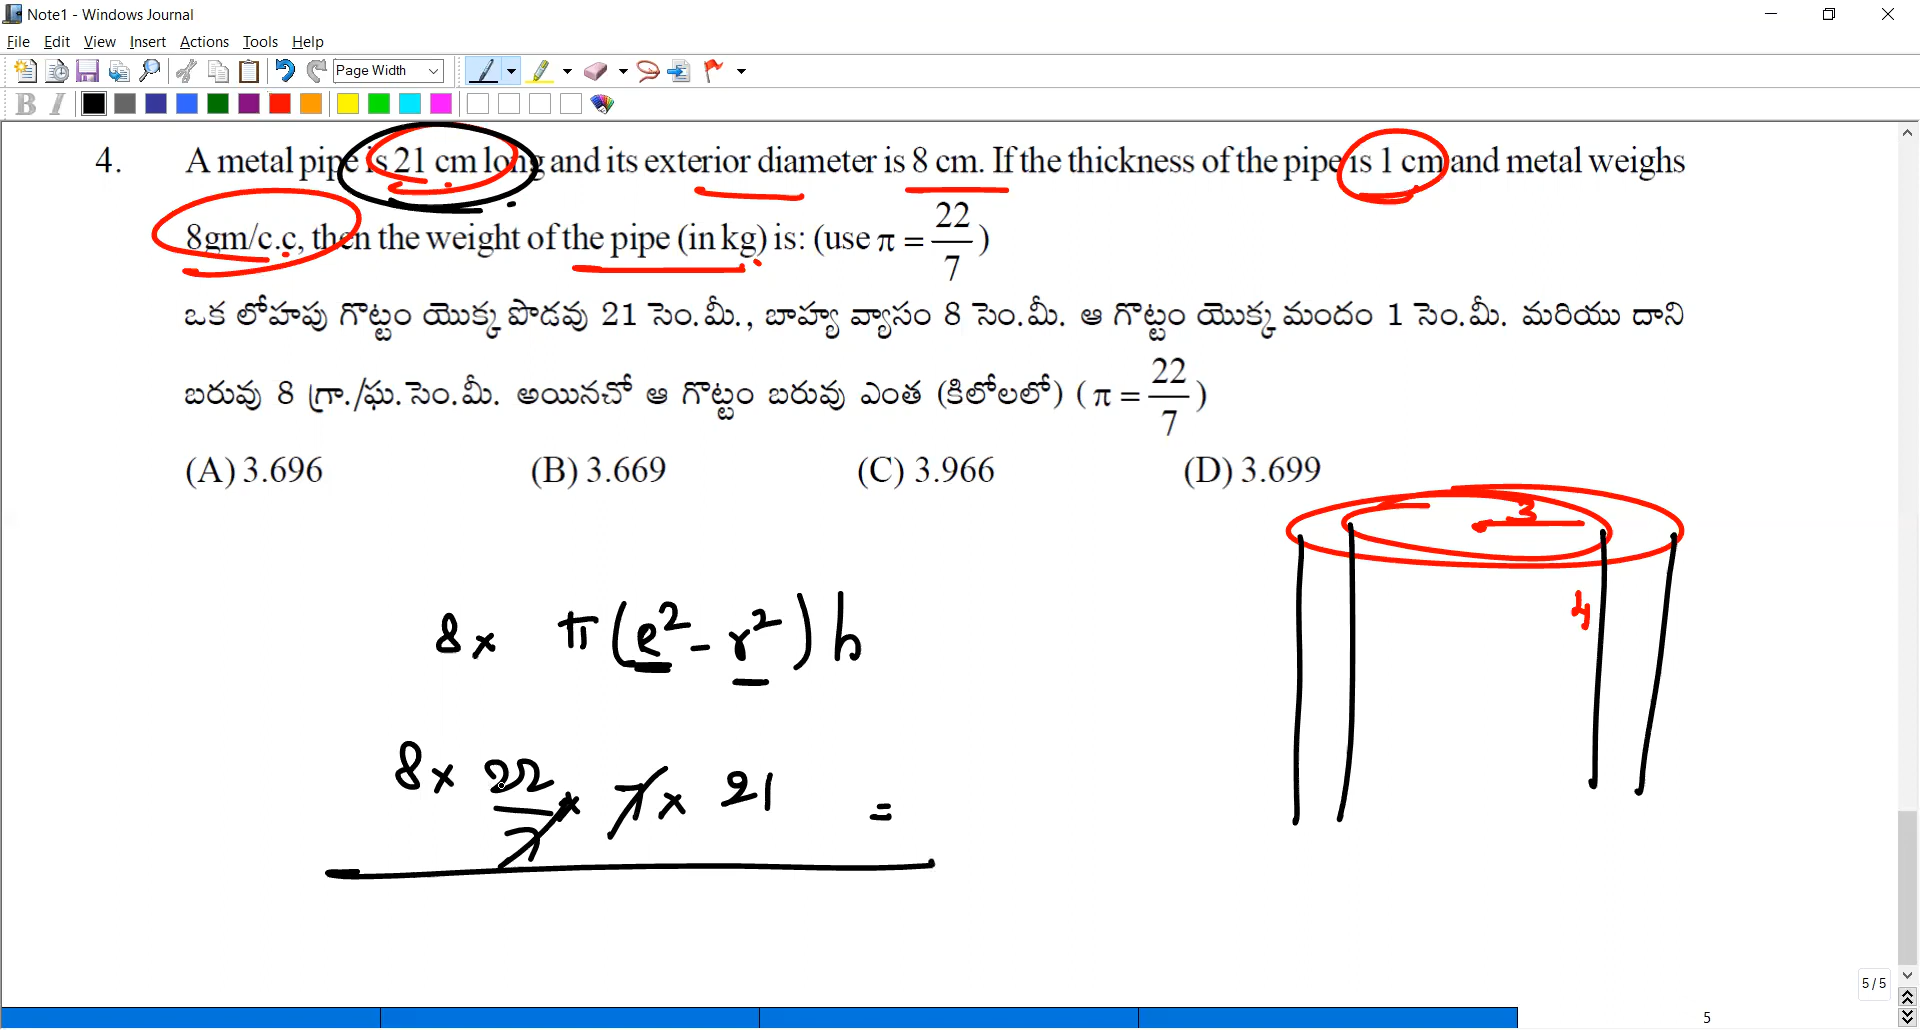 Note1 - Windows Journal
File Edit View Insert Actions Tools Help
Page Width
B I
4. A metal pipe is 21 cm long and its exterior diameter is 8 cm. If the thickness of the pipe is 1 cm and metal weighs
8gm/c.c, then the weight of the pipe (in kg) is: (use π = 22/7)
ఒక లోహపు గొట్టం యొక్క పొడవు 21 సెం.మీ., బాహ్య వ్యాసం 8 సెం.మీ. ఆ గొట్టం యొక్క మందం 1 సెం.మీ. మరియు దాని
బరువు 8 గ్రా./ఘ.సెం.మీ. అయినచో ఆ గొట్టం బరువు ఎంత (కిలోలలో) ( π = 22/7 )
(A) 3.696 (B) 3.669 (C) 3.966 (D) 3.699
3
4
8 × π (R² - r²) h
8 × 22/7 × 7 × 21 =
5 / 5
5